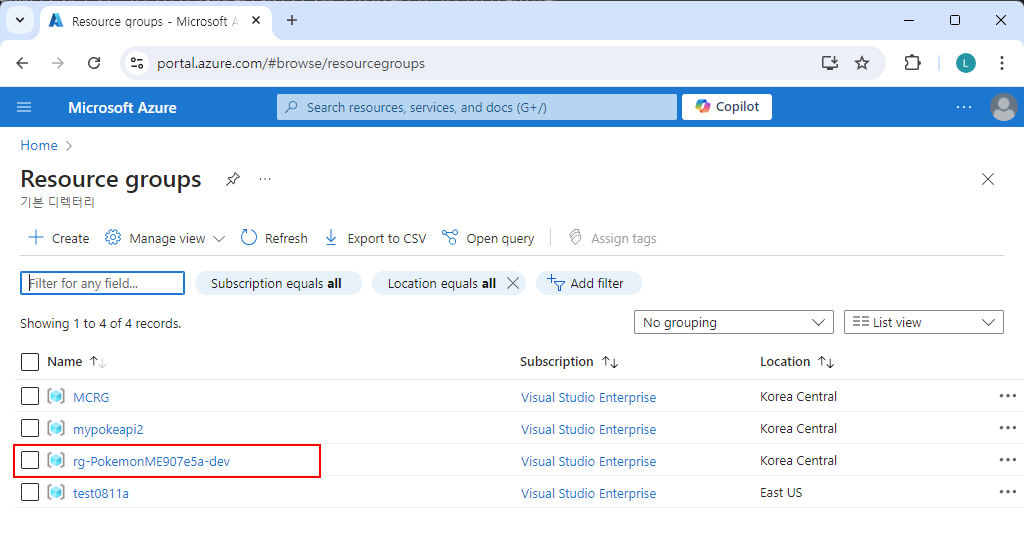 Resource groups - Microsoft A
portal.azure.com/#browse/resourcegroups
L
Microsoft Azure
Search resources, services, and docs (G+/)
Copilot
Home
Resource groups
기본 디렉터리
Create
Manage view
Refresh
Export to CSV
Open query
Assign tags
Filter for any field...
Subscription equals all
Location equals all
Add filter
Showing 1 to 4 of 4 records.
No grouping
List view
Name
Subscription
Location
MCRG Visual Studio Enterprise Korea Central
mypokeapi2 Visual Studio Enterprise Korea Central
rg-PokemonME907e5a-dev Visual Studio Enterprise Korea Central
test0811a Visual Studio Enterprise East US